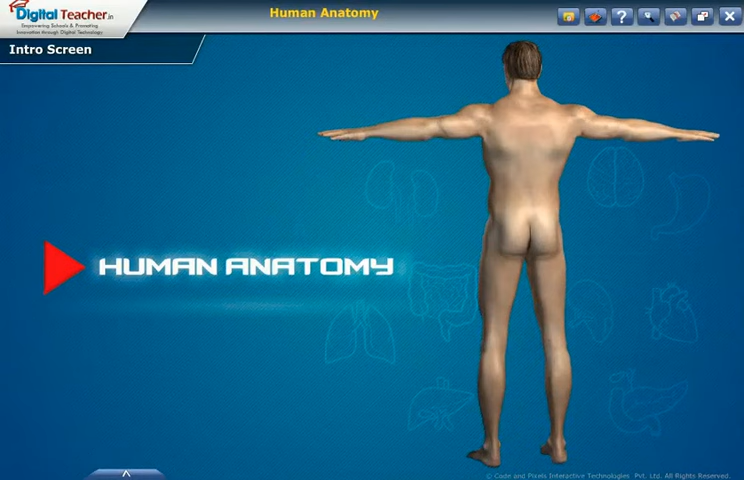 Digital Teacher.in
Empowering Schools & Promoting
Innovation through Digital Technology
Human Anatomy
Intro Screen
HUMAN ANATOMY
© Code and Pixels Interactive Technologies Pvt. Ltd. All Rights Reserved.